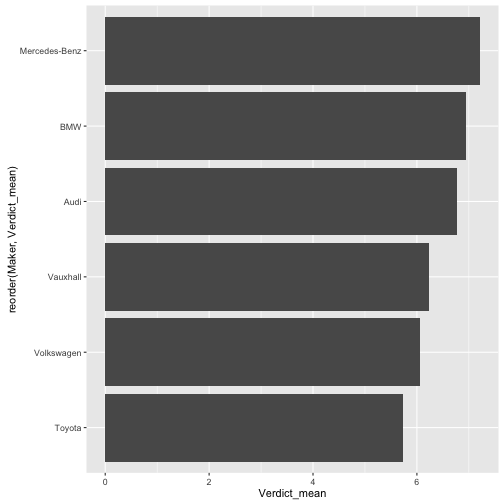 Mercedes-Benz
BMW
Audi
Vauxhall
Volkswagen
Toyota
reorder(Maker, Verdict_mean)
0 2 4 6
Verdict_mean